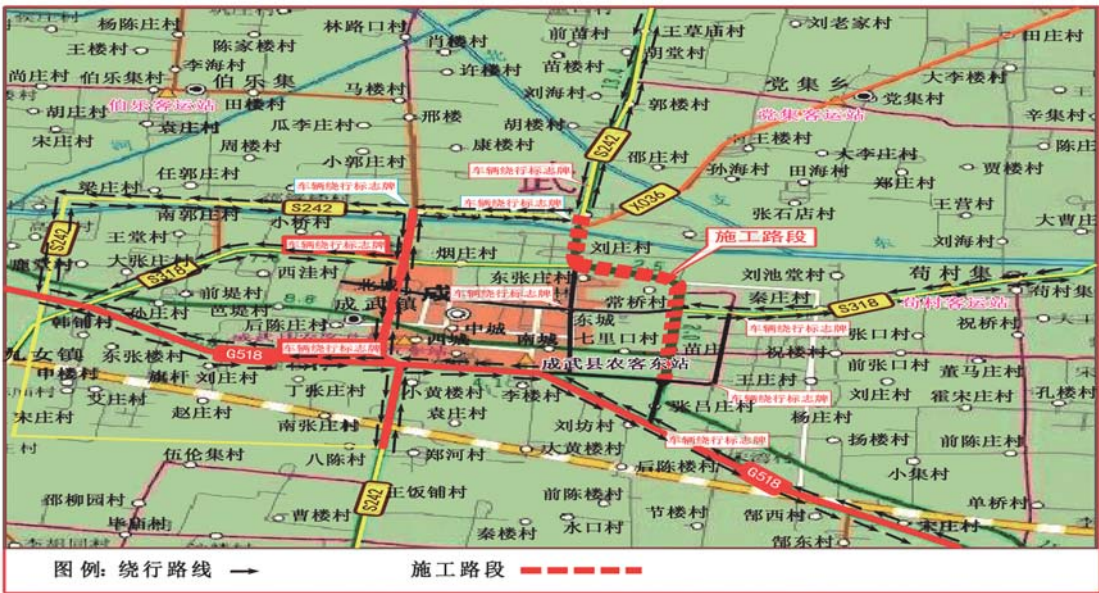 杨陈庄村
陈家楼村
林路口村
肖楼村
前苗村
王草庙村
刘老家村
田庄村
王楼村
胡堂村
苗楼村
许楼村
李海村
尚庄村
伯乐集村
伯乐集
马楼村
刘海村
13.4
党集乡
大李楼村
伯乐客运站
田楼村
郭楼村
党集村
胡庄村
袁庄村
瓜李庄村
邢楼
胡楼村
党集客运站
辛集村
宋庄村
周楼村
康楼村
S242
王楼村
小郭庄村
邵庄村
大李庄村
陈庄
任郭庄村
车辆绕行标志牌
孙海村
田海村
贾楼村
梁庄村
车辆绕行标志牌
武
X036
郑庄村
南郭庄村
S242
车辆绕行标志牌
支
张石店村
王营村
小桥村
大曹庄
S242
王堂村
车辆绕行标志牌
烟庄村
刘庄村
施工路段
东
刘海村
大张庄村
S318
西洼村
北城
东张庄村
2.5
刘池堂村
苟村集
前堤村
成武镇
成
车辆绕行标志牌
常桥村
秦庄村
苟村客运站
苟村集
孙庄村
芭堤村
8.8
S318
韩铺村
后陈庄村
中城
东城
车辆绕行标志牌
张口村
祝桥村
九女镇
东张楼村
G518
车辆绕行标志牌
西城
南城
七里口村
苗庄
祝楼村
前张口村
申楼村
旗杆
刘庄村
成武县农客东站
王庄村
董马庄村
艾庄村
丁张庄村
4.1
小黄楼村
李楼村
车辆绕行标志牌
刘庄村
霍宋庄村
孔楼村
宋庄村
赵庄村
袁庄村
张吕庄村
杨庄村
南张庄村
刘坊村
车辆绕行标志牌
扬楼村
前陈庄村
伍伦集村
八陈村
郑河村
大黄楼村
后陈楼村
G518
小集村
邵柳园村
S242
王饭铺村
前陈楼村
节楼村
单桥村
毕庙村
曹楼村
秦楼村
水口村
郜西村
宋庄村
郜东村
图例: 绕行路线
施工路段